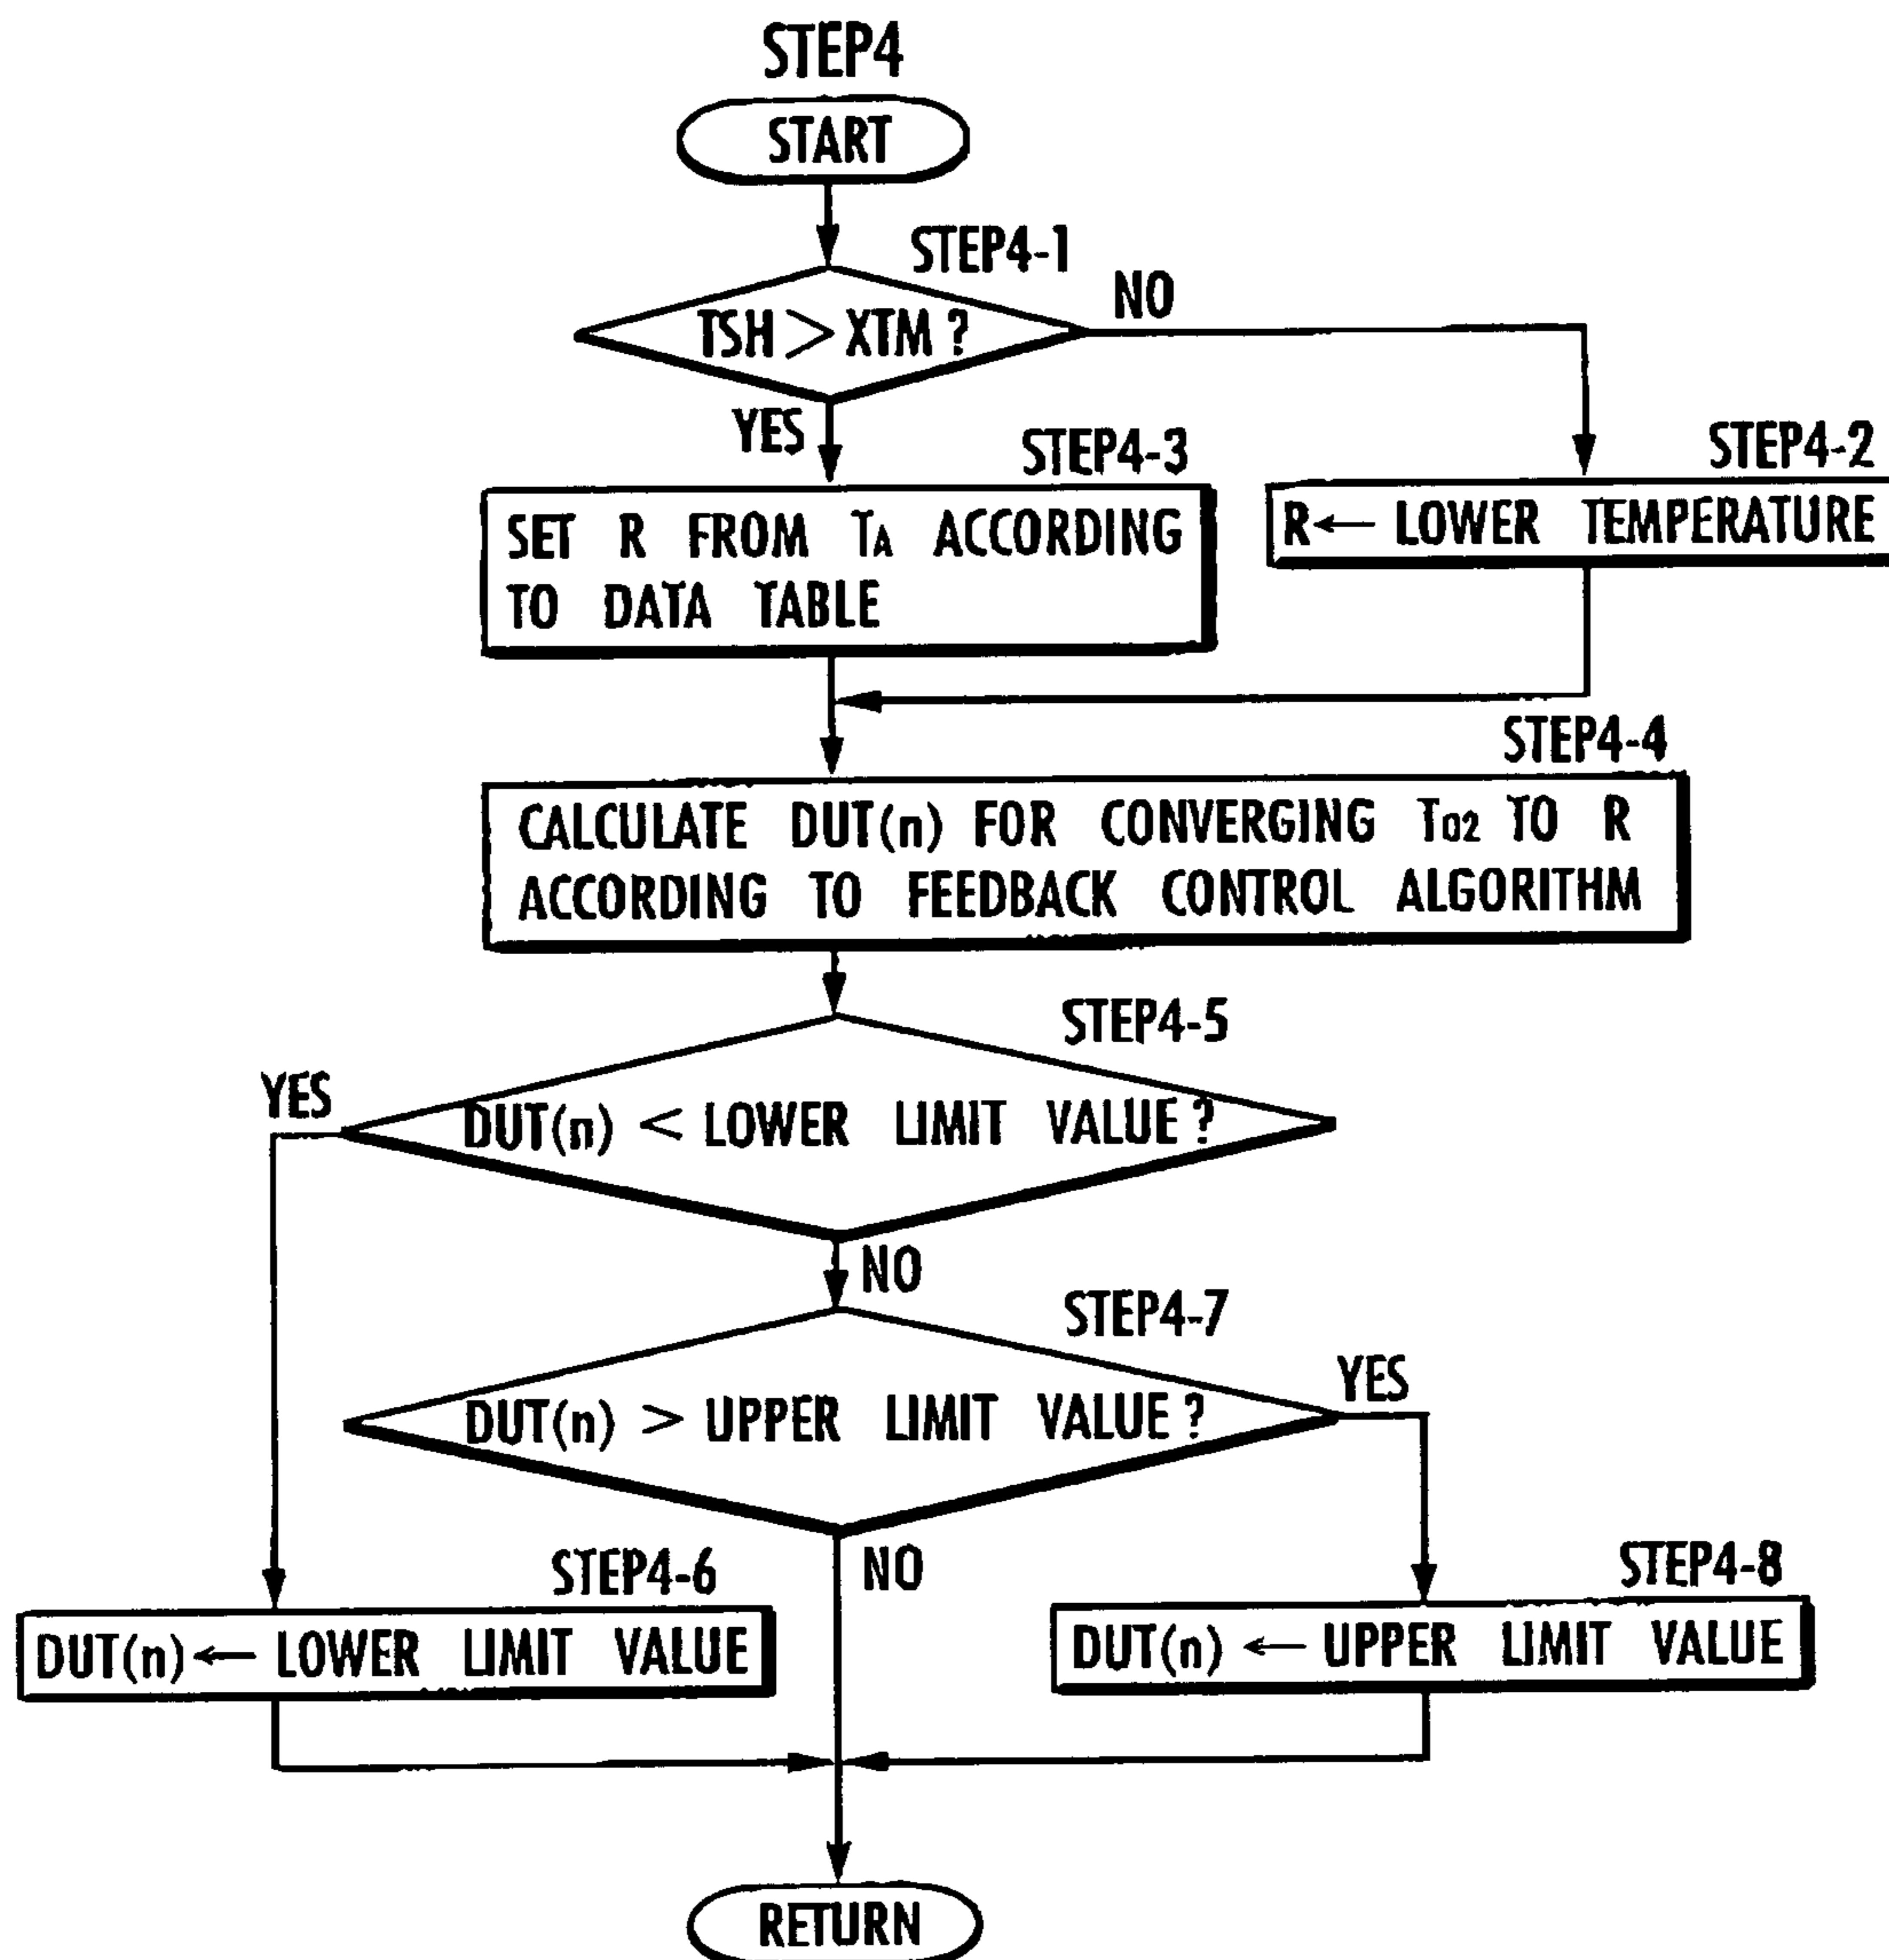 STEP4
START
STEP4-1
TSH > XTM ?
NO
YES
STEP4-3
SET R FROM TA ACCORDING
TO DATA TABLE
STEP4-2
R ← LOWER TEMPERATURE
STEP4-4
CALCULATE DUT(n) FOR CONVERGING TO2 TO R
ACCORDING TO FEEDBACK CONTROL ALGORITHM
STEP4-5
YES
DUT(n) < LOWER LIMIT VALUE ?
NO
STEP4-7
DUT(n) > UPPER LIMIT VALUE ?
YES
NO
STEP4-6
DUT(n) ← LOWER LIMIT VALUE
STEP4-8
DUT(n) ← UPPER LIMIT VALUE
RETURN